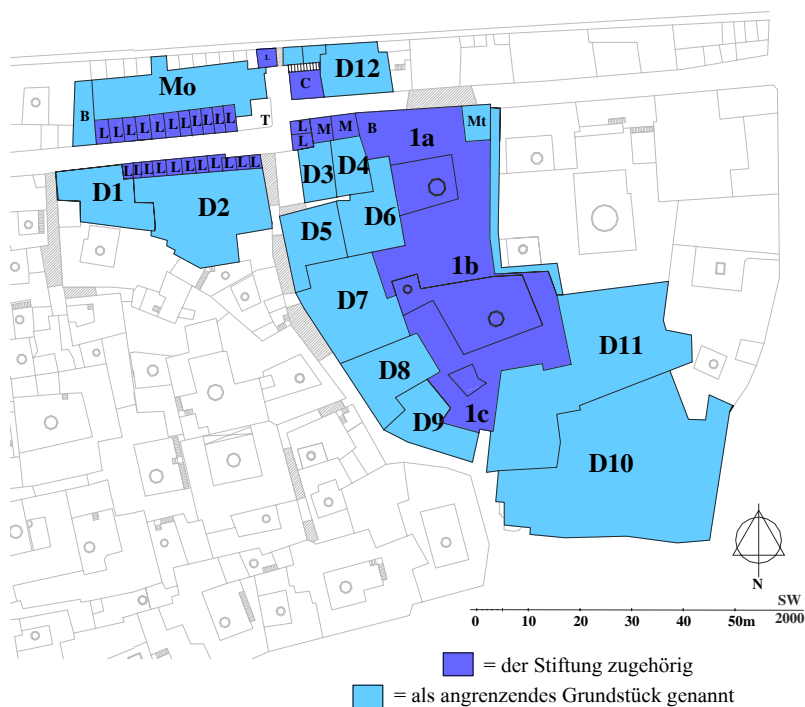 L
D12
Mo
C
B
L L L L L L L L L L L
T
L M M B
L
1a
Mt
L L L L L L L L L L L
D1
D2
D3
D4
D5
D6
1b
D7
D11
D8
D9
1c
D10
N
SW
2000
0 10 20 30 40 50m
= der Stiftung zugehörig
= als angrenzendes Grundstück genannt